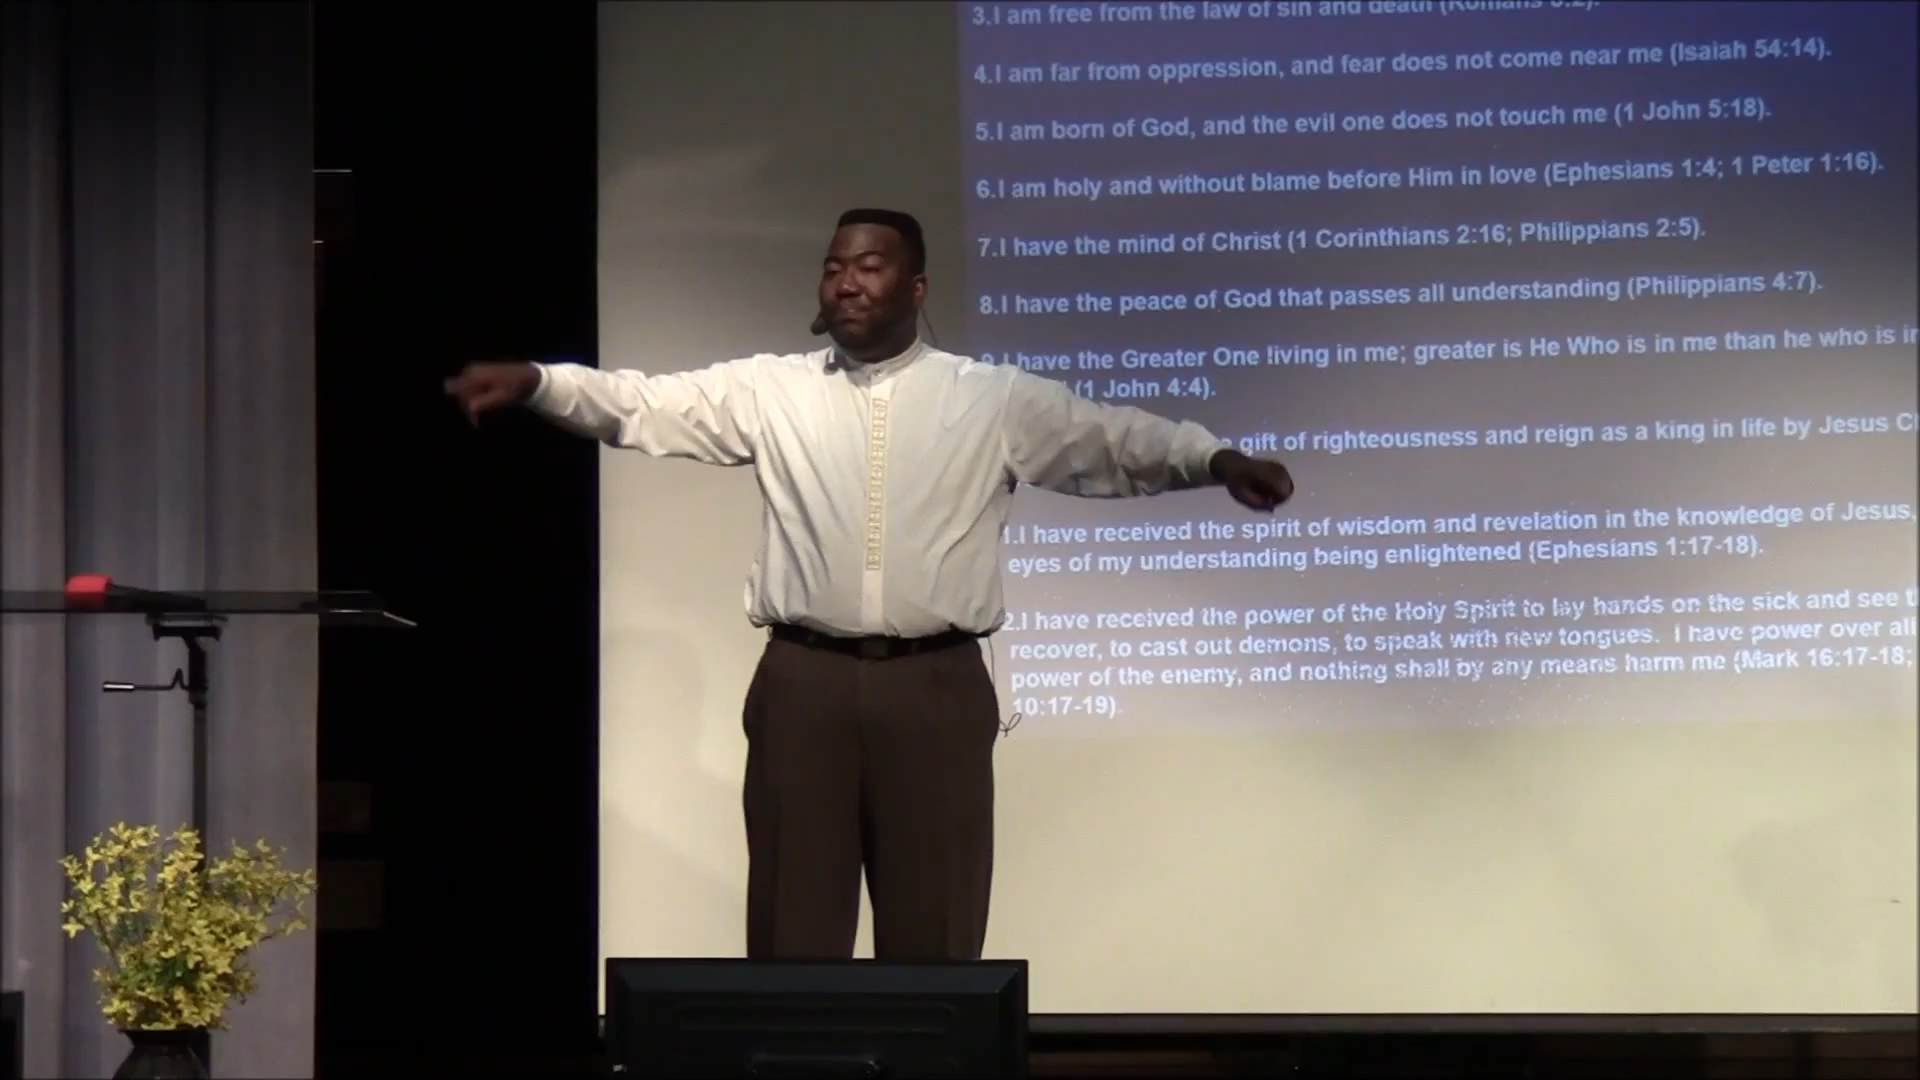 3.I am free from the law of sin and death (Romans 8:2).
4.I am far from oppression, and fear does not come near me (Isaiah 54:14).
5.I am born of God, and the evil one does not touch me (1 John 5:18).
6.I am holy and without blame before Him in love (Ephesians 1:4; 1 Peter 1:16).
7.I have the mind of Christ (1 Corinthians 2:16; Philippians 2:5).
8.I have the peace of God that passes all understanding (Philippians 4:7).
9.I have the Greater One living in me; greater is He Who is in me than he who is in
(1 John 4:4).
gift of righteousness and reign as a king in life by Jesus
1.I have received the spirit of wisdom and revelation in the knowledge of Jesus,
eyes of my understanding being enlightened (Ephesians 1:17-18).
2.I have received the power of the Holy Spirit to lay hands on the sick and see
recover, to cast out demons, to speak with new tongues. I have power over all
power of the enemy, and nothing shall by any means harm me (Mark 16:17-18;
10:17-19).